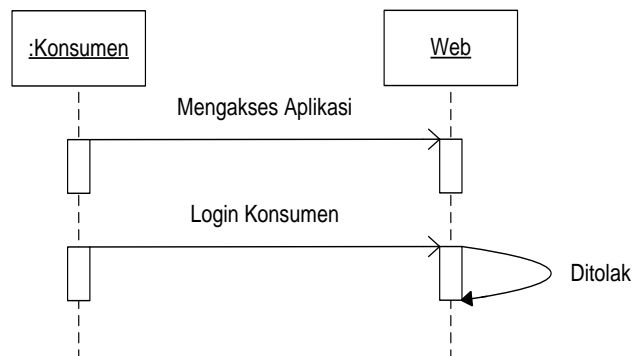 :Konsumen
Web
Mengakses Aplikasi
Login Konsumen
Ditolak